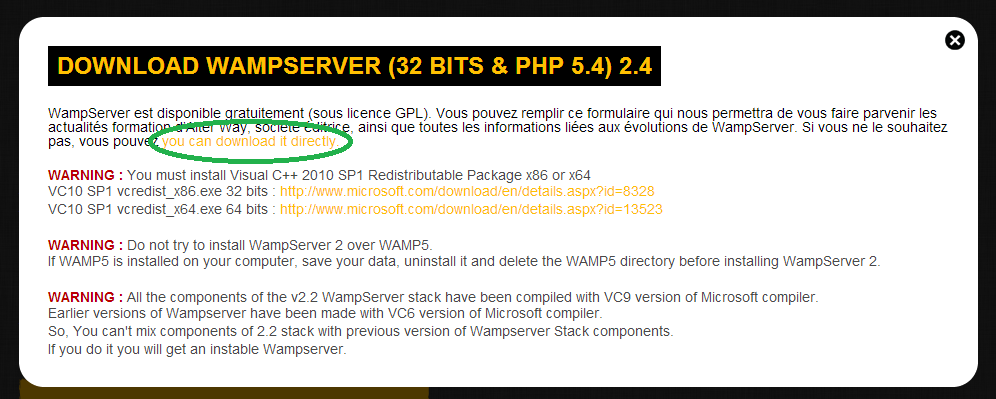 DOWNLOAD WAMPSERVER (32 BITS & PHP 5.4) 2.4
WampServer est disponible gratuitement (sous licence GPL). Vous pouvez remplir ce formulaire qui nous permettra de vous faire parvenir les
actualités formation d'Alter Way, société éditrice, ainsi que toutes les informations liées aux évolutions de WampServer. Si vous ne le souhaitez
pas, vous pouvez you can download it directly.
WARNING : You must install Visual C++ 2010 SP1 Redistributable Package x86 or x64
VC10 SP1 vcredist_x86.exe 32 bits : http://www.microsoft.com/download/en/details.aspx?id=8328
VC10 SP1 vcredist_x64.exe 64 bits : http://www.microsoft.com/download/en/details.aspx?id=13523
WARNING : Do not try to install WampServer 2 over WAMP5.
If WAMP5 is installed on your computer, save your data, uninstall it and delete the WAMP5 directory before installing WampServer 2.
WARNING : All the components of the v2.2 WampServer stack have been compiled with VC9 version of Microsoft compiler.
Earlier versions of Wampserver have been made with VC6 version of Microsoft compiler.
So, You can't mix components of 2.2 stack with previous version of Wampserver Stack components.
If you do it you will get an instable Wampserver.